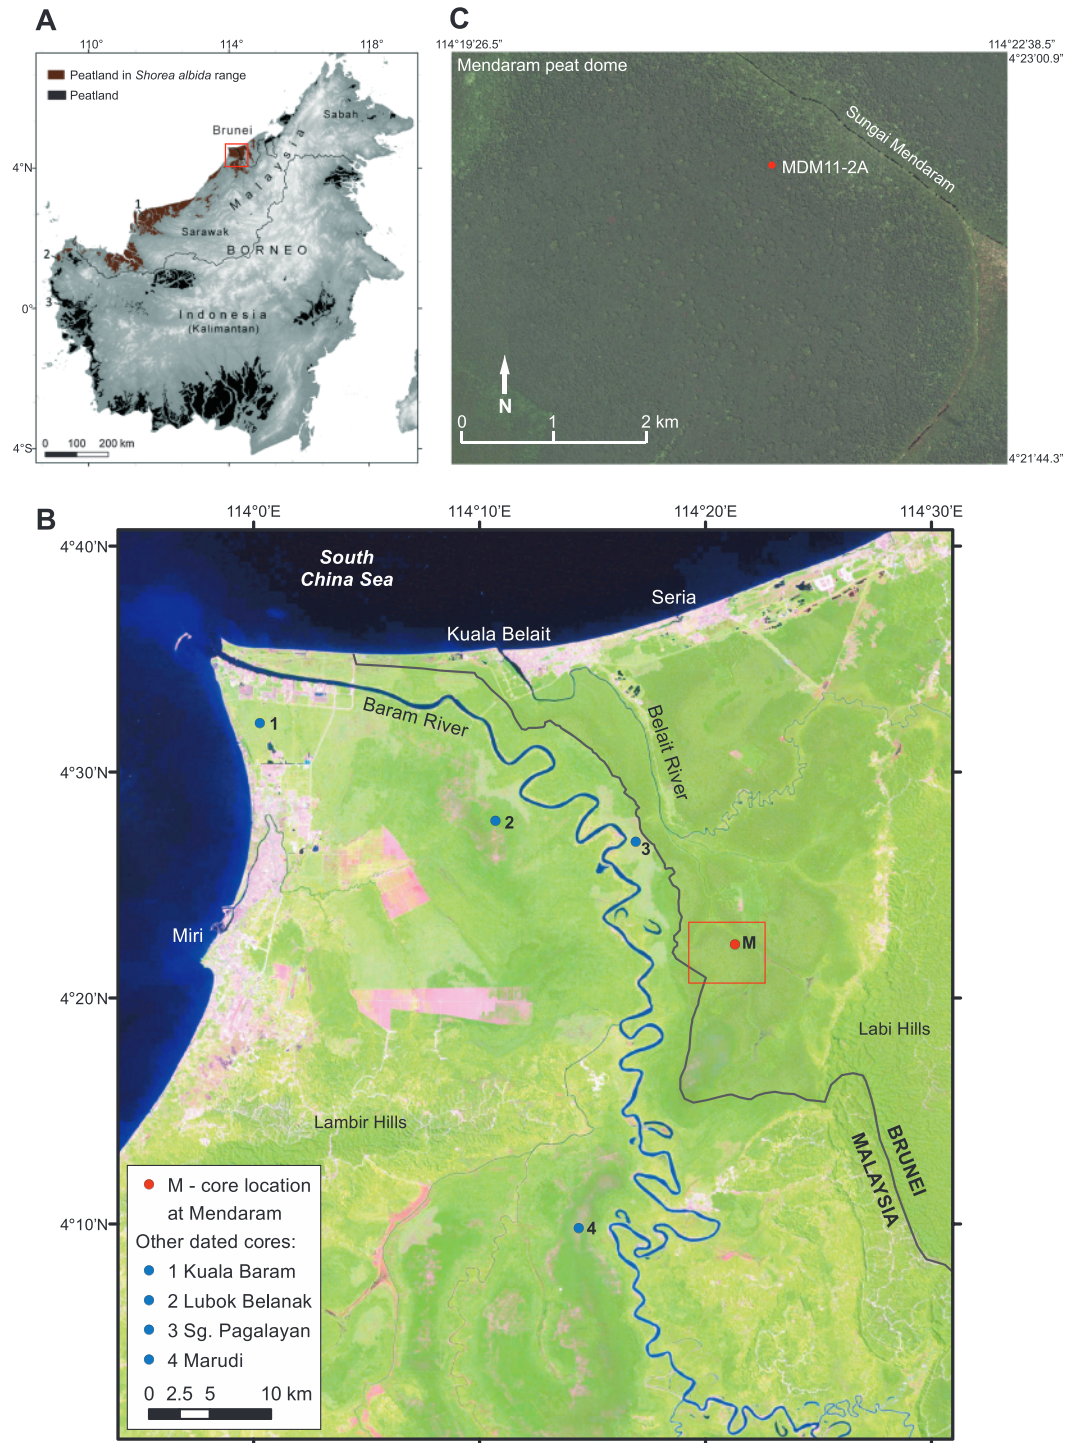 A
110°
114°
118°
Peatland in Shorea albida range
Peatland
Sabah
Brunei
Malaysia
4°N
1
Sarawak
BORNEO
2
3
0°
Indonesia
(Kalimantan)
0 100 200 km
4°S
C
114°19'26.5"
114°22'38.5"
4°23'00.9"
Mendaram peat dome
Sungai Mendaram
MDM11-2A
N
0 1 2 km
4°21'44.3"
B
114°0'E
114°10'E
114°20'E
114°30'E
4°40'N
South
China Sea
Seria
Kuala Belait
Baram River
Belait River
1
4°30'N
2
3
Miri
M
4°20'N
Labi Hills
Lambir Hills
BRUNEI
MALAYSIA
4°10'N
4
M - core location
at Mendaram
Other dated cores:
1 Kuala Baram
2 Lubok Belanak
3 Sg. Pagalayan
4 Marudi
0 2.5 5 10 km